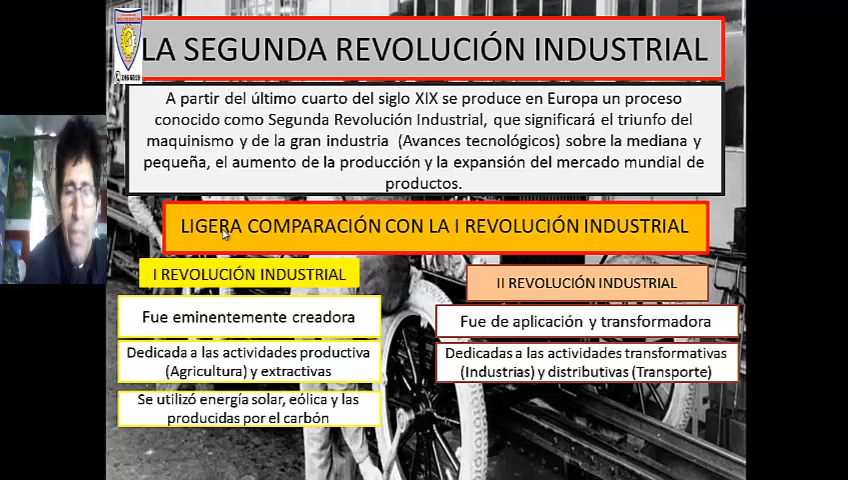 LA SEGUNDA REVOLUCIÓN INDUSTRIAL
246 6019
A partir del último cuarto del siglo XIX se produce en Europa un proceso
conocido como Segunda Revolución Industrial, que significará el triunfo del
maquinismo y de la gran industria (Avances tecnológicos) sobre la mediana y
pequeña, el aumento de la producción y la expansión del mercado mundial de
productos.
LIGERA COMPARACIÓN CON LA I REVOLUCIÓN INDUSTRIAL
I REVOLUCIÓN INDUSTRIAL
Fue eminentemente creadora
Dedicada a las actividades productiva
(Agricultura) y extractivas
Se utilizó energía solar, eólica y las
producidas por el carbón
II REVOLUCIÓN INDUSTRIAL
Fue de aplicación y transformadora
Dedicadas a las actividades transformativas
(Industrias) y distributivas (Transporte)